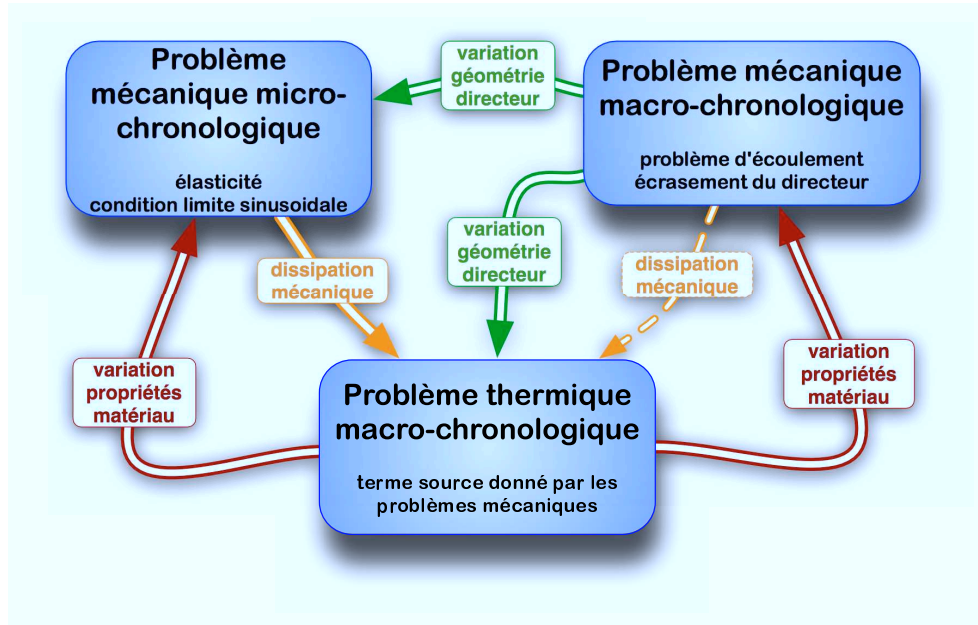 Problème
mécanique micro-
chronologique
élasticité
condition limite sinusoidale
variation
géométrie
directeur
Problème mécanique
macro-chronologique
problème d'écoulement
écrasement du directeur
dissipation
mécanique
variation
géométrie
directeur
dissipation
mécanique
variation
propriétés
matériau
variation
propriétés
matériau
Problème thermique
macro-chronologique
terme source donné par les
problèmes mécaniques